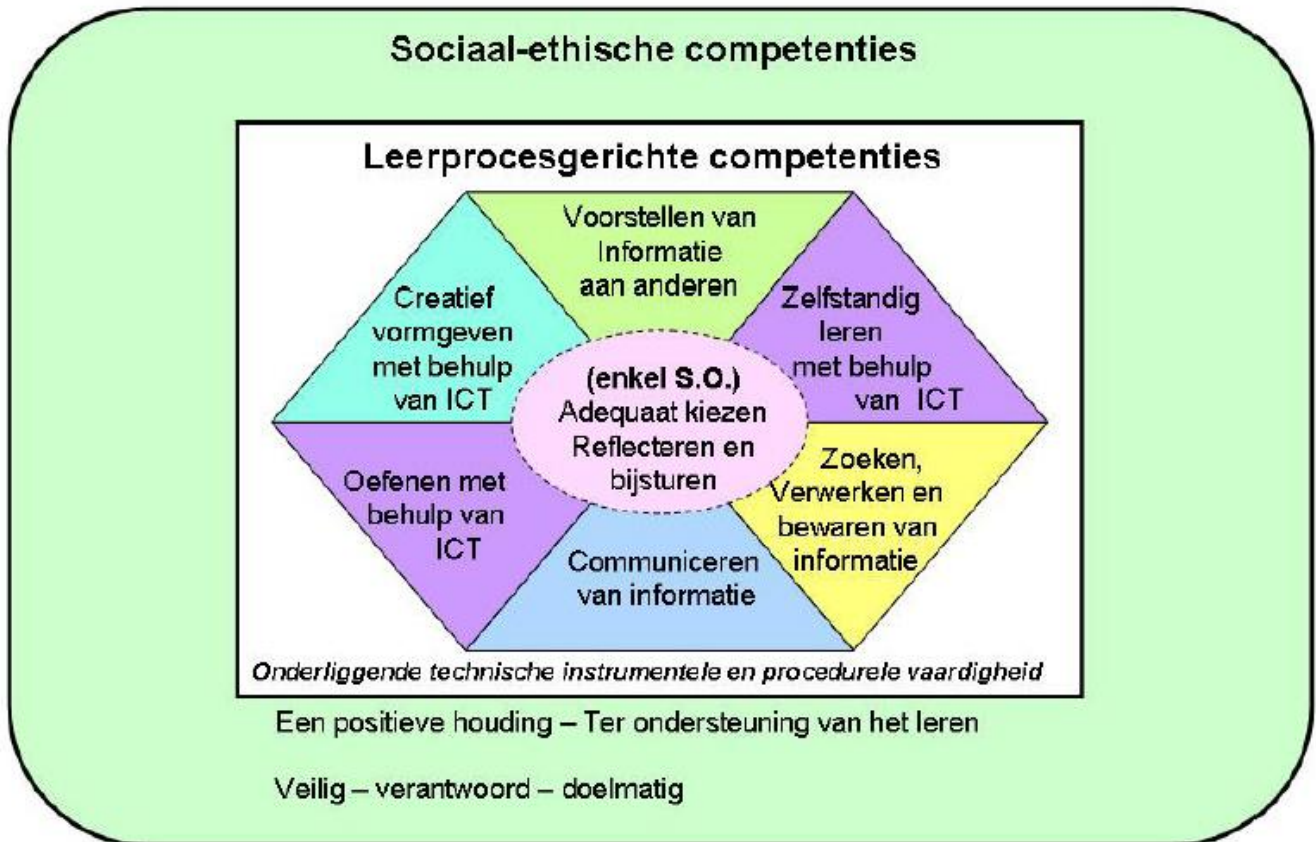 Sociaal-ethische competenties
Leerprocesgerichte competenties
Voorstellen van
Informatie
aan anderen
Creatief
vormgeven
met behulp
van ICT
Zelfstandig
leren
met behulp
van ICT
(enkel S.O.)
Adequaat kiezen
Reflecteren en
bijsturen
Oefenen met
behulp van
ICT
Zoeken,
Verwerken en
bewaren van
informatie
Communiceren
van informatie
Onderliggende technische instrumentele en procedurele vaardigheid
Een positieve houding – Ter ondersteuning van het leren
Veilig – verantwoord – doelmatig